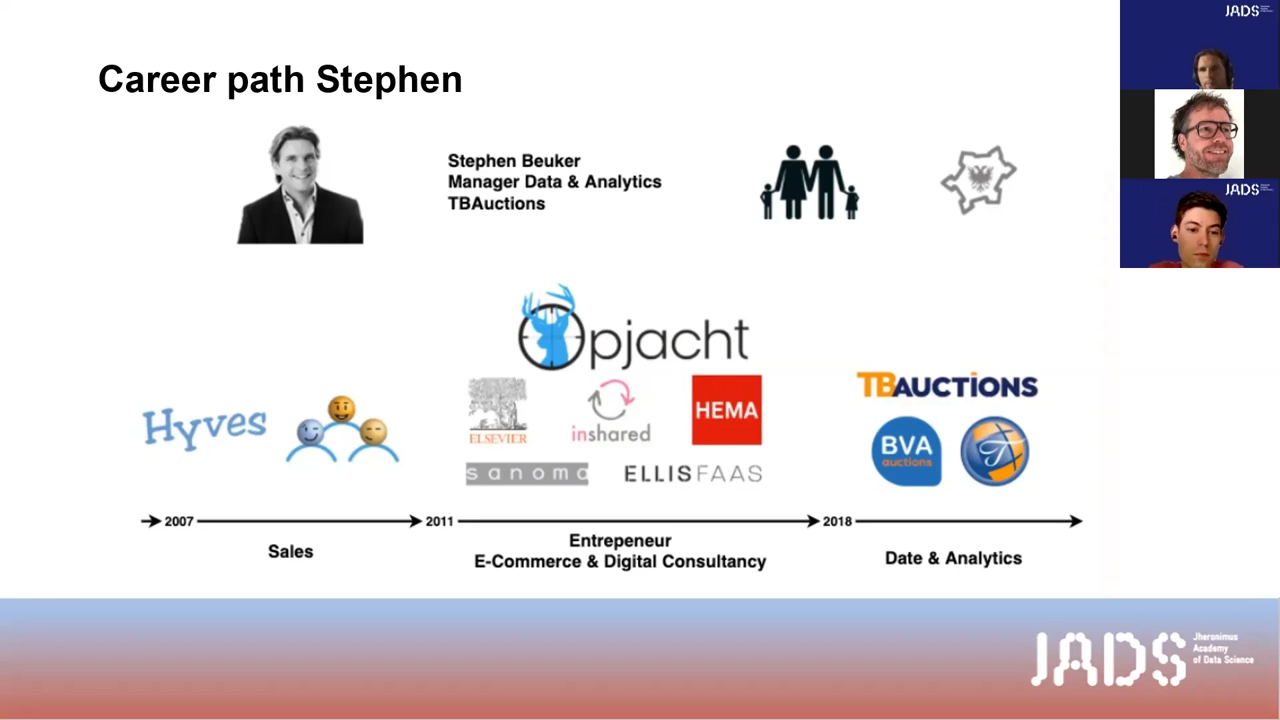 JADS
Career path Stephen
Stephen Beuker
Manager Data & Analytics
TBAuctions
JADS
Opjacht
TBAUCTIONS
Hyves
ELSEVIER
inshared
HEMA
BVA
auctions
sanoma
ELLISFAAS
2007
2011
2018
Sales
Entrepeneur
E-Commerce & Digital Consultancy
Date & Analytics
JADS
Jheronimus
Academy
of Data Science